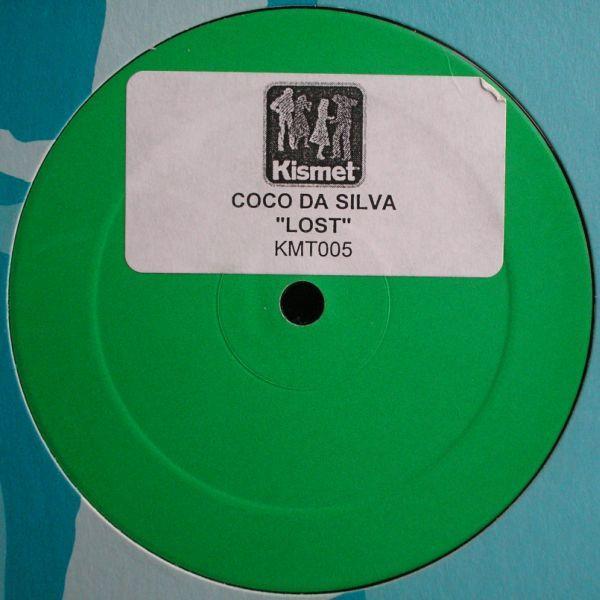 Kismet
COCO DA SILVA
"LOST"
KMT005